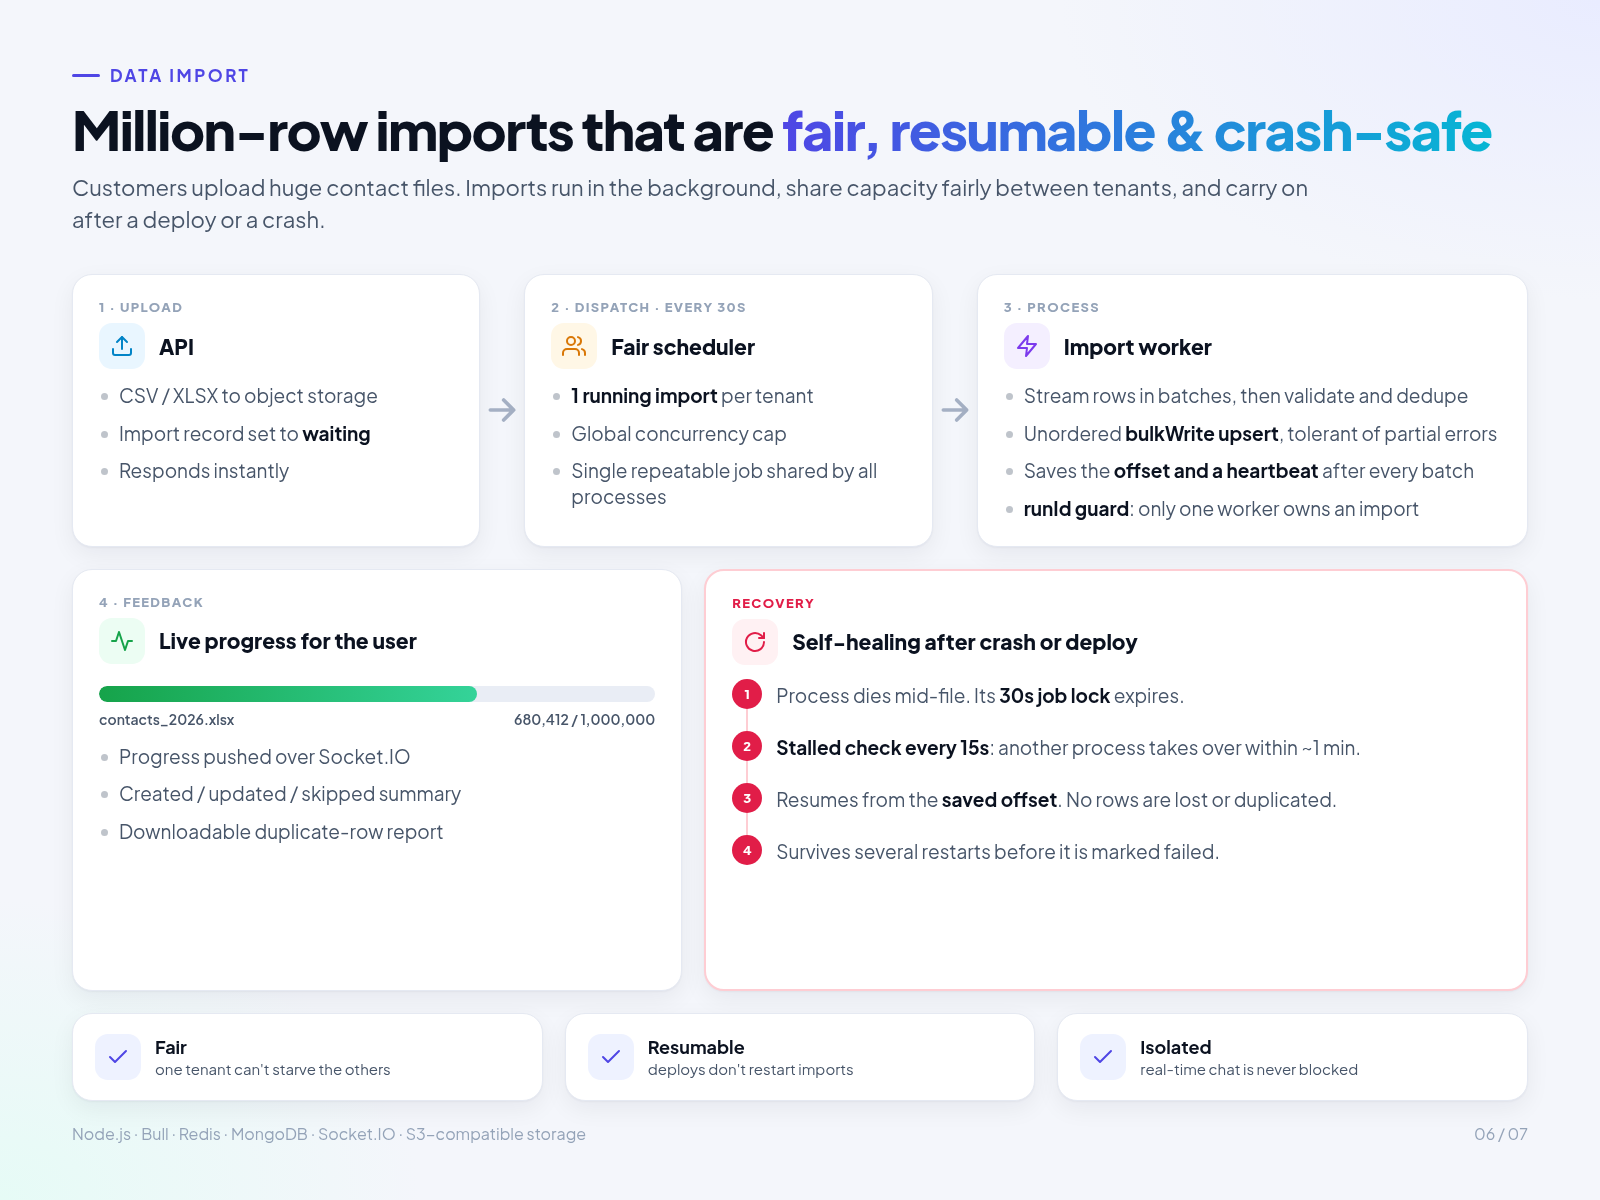 DATA IMPORT
Million-row imports that are fair, resumable & crash-safe
Customers upload huge contact files. Imports run in the background, share capacity fairly between tenants, and carry on
after a deploy or a crash.
1 · UPLOAD
API
CSV / XLSX to object storage
Import record set to waiting
Responds instantly
2 · DISPATCH · EVERY 30S
Fair scheduler
1 running import per tenant
Global concurrency cap
Single repeatable job shared by all
processes
3 · PROCESS
Import worker
Stream rows in batches, then validate and dedupe
Unordered bulkWrite upsert, tolerant of partial errors
Saves the offset and a heartbeat after every batch
runId guard: only one worker owns an import
4 · FEEDBACK
Live progress for the user
contacts_2026.xlsx 680,412 / 1,000,000
Progress pushed over Socket.IO
Created / updated / skipped summary
Downloadable duplicate-row report
RECOVERY
Self-healing after crash or deploy
1 Process dies mid-file. Its 30s job lock expires.
2 Stalled check every 15s: another process takes over within ~1 min.
3 Resumes from the saved offset. No rows are lost or duplicated.
4 Survives several restarts before it is marked failed.
Fair
one tenant can't starve the others
Resumable
deploys don't restart imports
Isolated
real-time chat is never blocked
Node.js · Bull · Redis · MongoDB · Socket.IO · S3-compatible storage
06 / 07